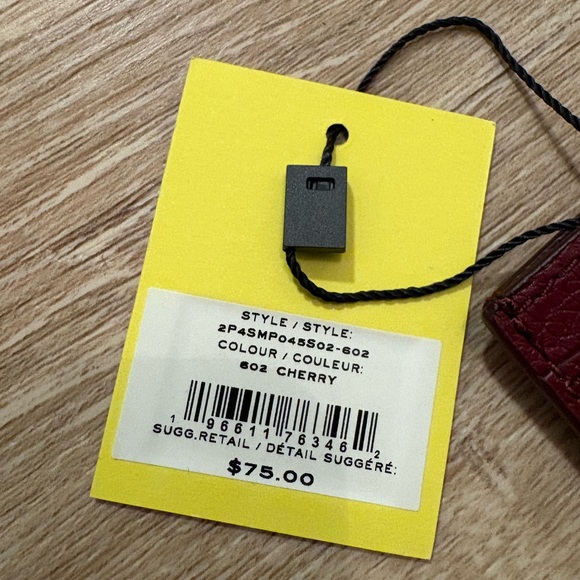 STYLE / STYLE:
2P4SMP045S02-602
COLOUR / COULEUR:
602 CHERRY
1 96611 76346 2
SUGG.RETAIL / DÉTAIL SUGGÉRÉ:
$75.00